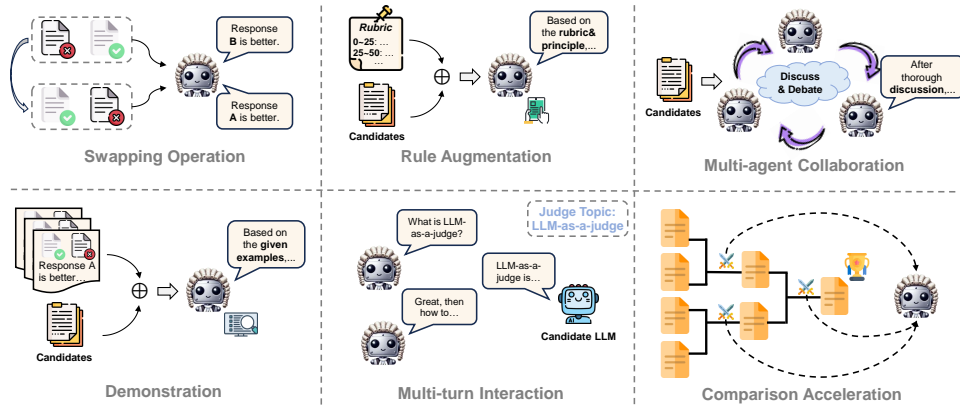 Response
B is better.
Response
A is better.
Swapping Operation
Rubric
0~25: …
25~50: …
…
Candidates
Based on
the rubric&
principle,…
Rule Augmentation
Candidates
Discuss
& Debate
After
thorough
discussion,…
Multi-agent Collaboration
Response A
is better…
Candidates
Based on
the given
examples,…
Demonstration
Judge Topic:
LLM-as-a-judge
What is LLM-
as-a-judge?
LLM-as-a-
judge is…
Great, then
how to…
AI
Candidate LLM
Multi-turn Interaction
Comparison Acceleration